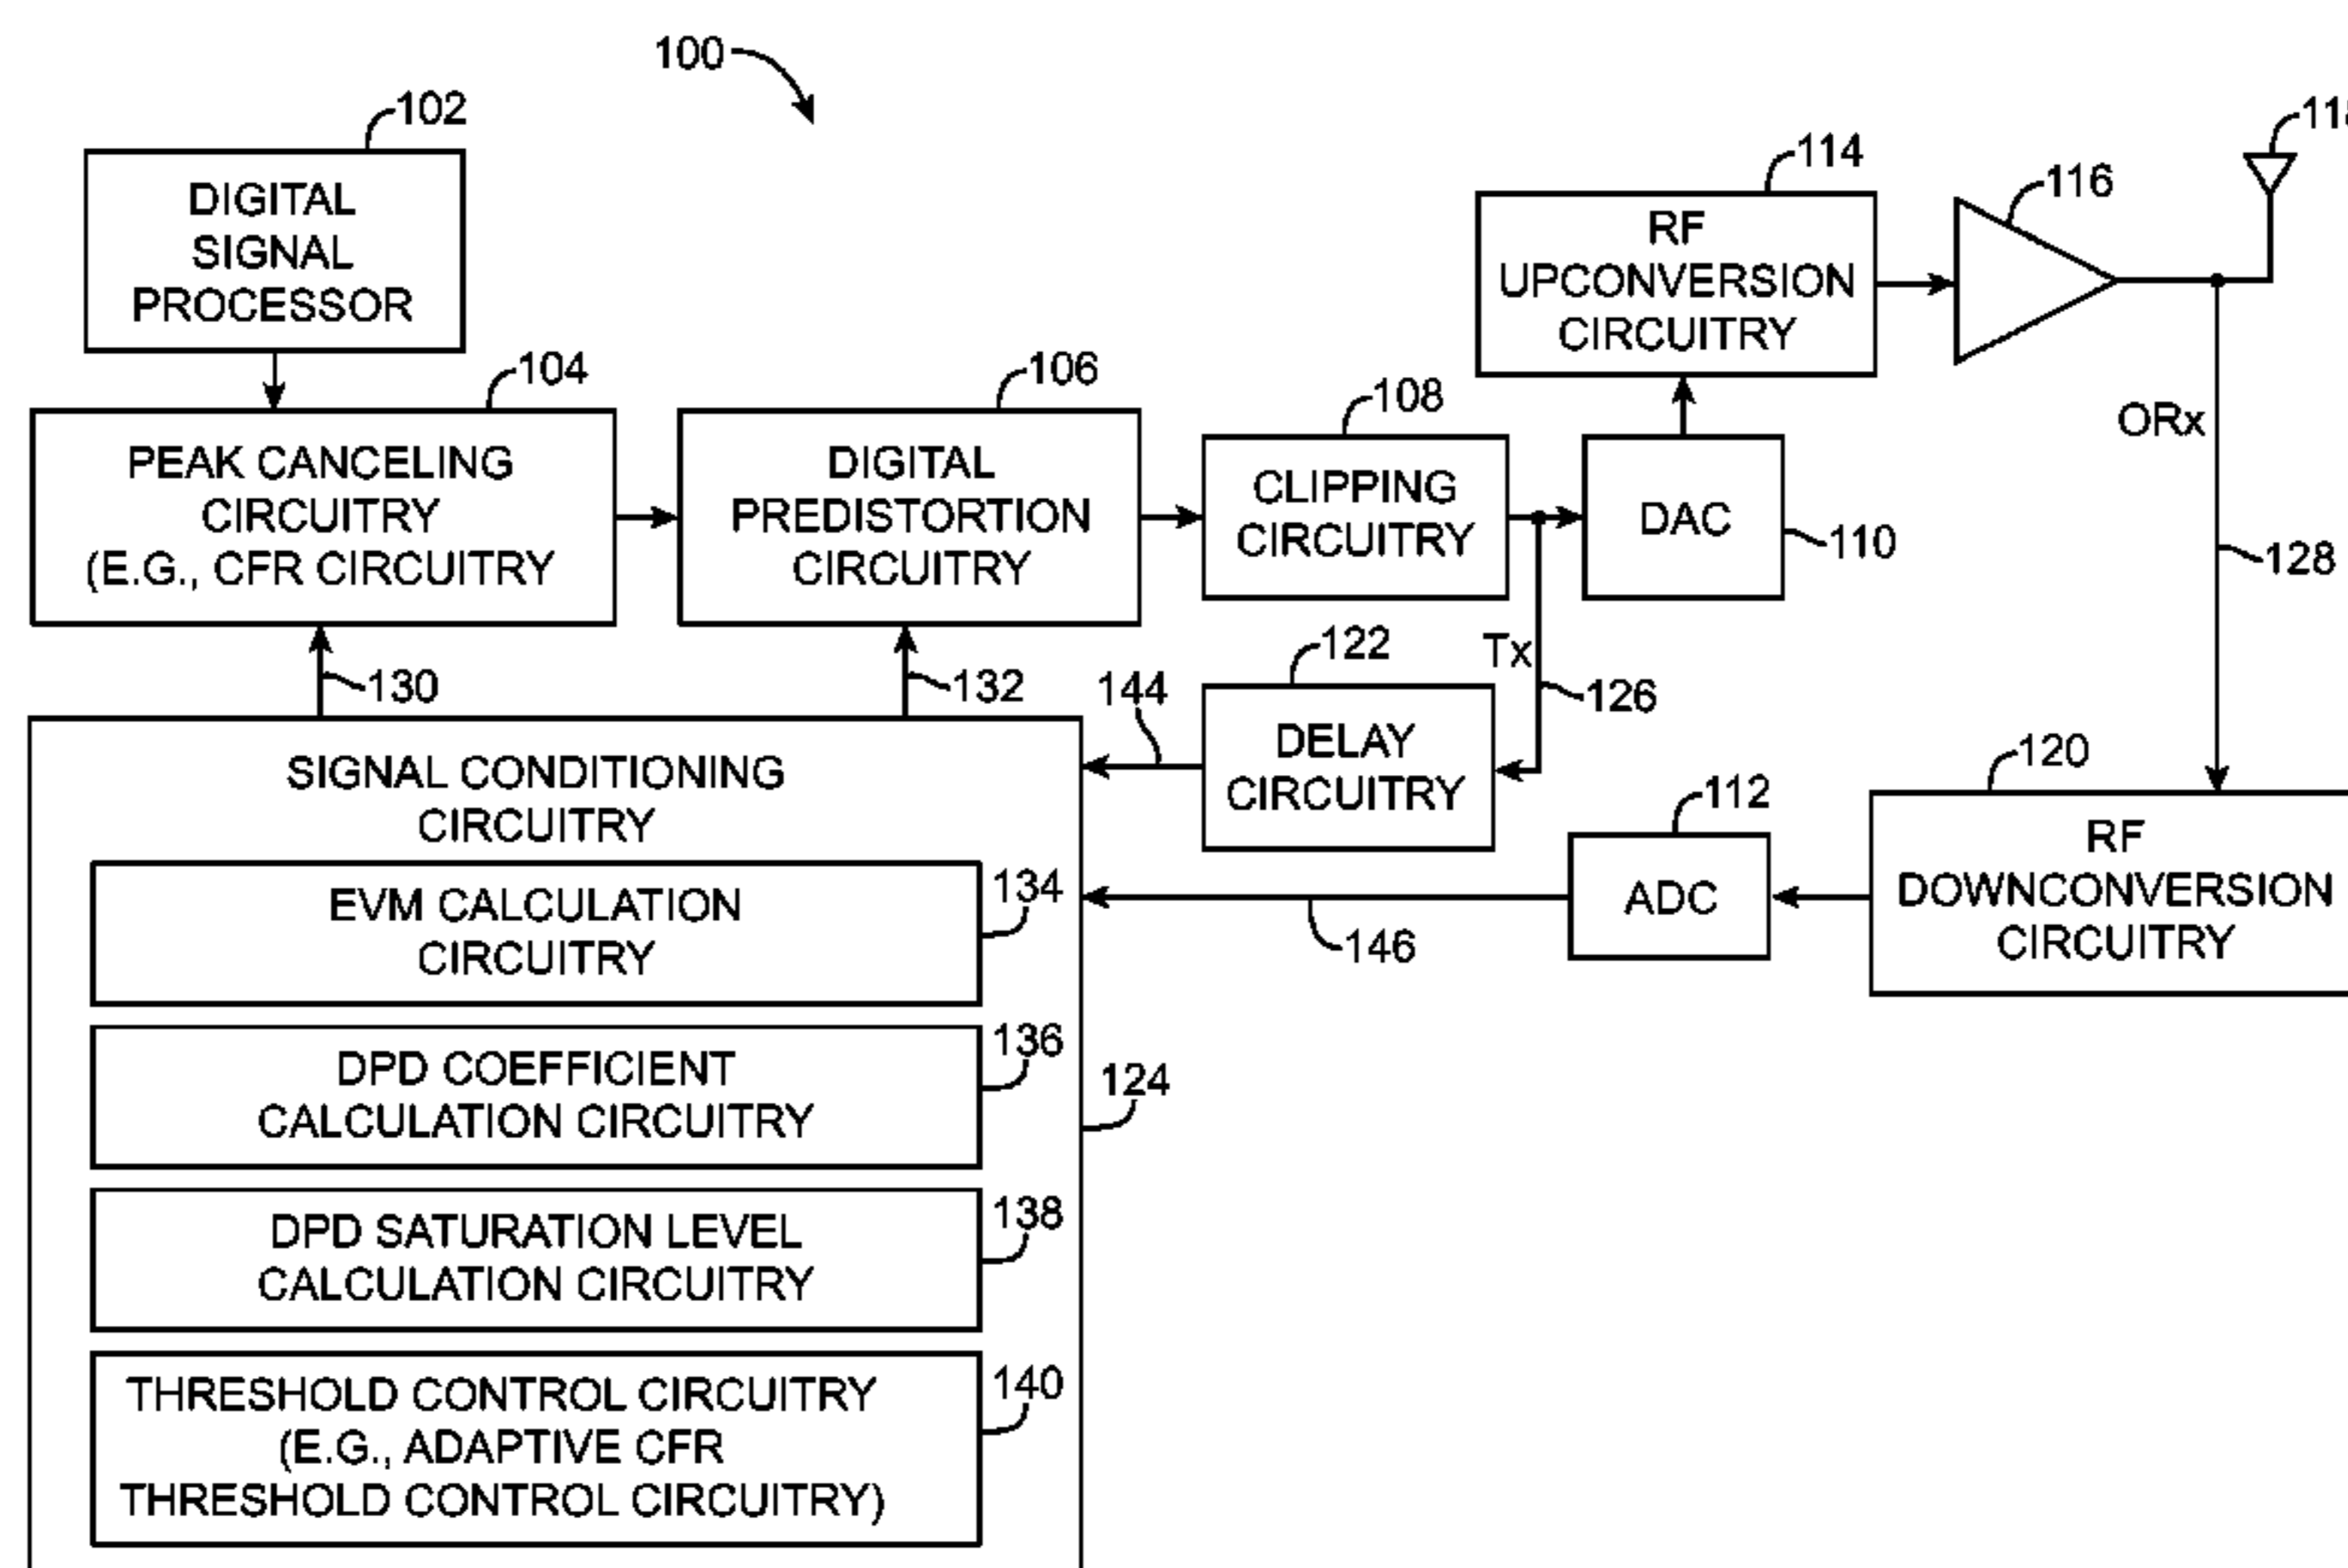 100
102
DIGITAL
SIGNAL
PROCESSOR
104
PEAK CANCELING
CIRCUITRY
(E.G., CFR CIRCUITRY
106
DIGITAL
PREDISTORTION
CIRCUITRY
108
CLIPPING
CIRCUITRY
DAC
110
114
RF
UPCONVERSION
CIRCUITRY
116
ORx
128
130
132
144
122
DELAY
CIRCUITRY
Tx
126
112
ADC
146
120
RF
DOWNCONVERSION
CIRCUITRY
SIGNAL CONDITIONING
CIRCUITRY
EVM CALCULATION
CIRCUITRY
134
DPD COEFFICIENT
CALCULATION CIRCUITRY
136
124
DPD SATURATION LEVEL
CALCULATION CIRCUITRY
138
THRESHOLD CONTROL CIRCUITRY
(E.G., ADAPTIVE CFR
THRESHOLD CONTROL CIRCUITRY)
140